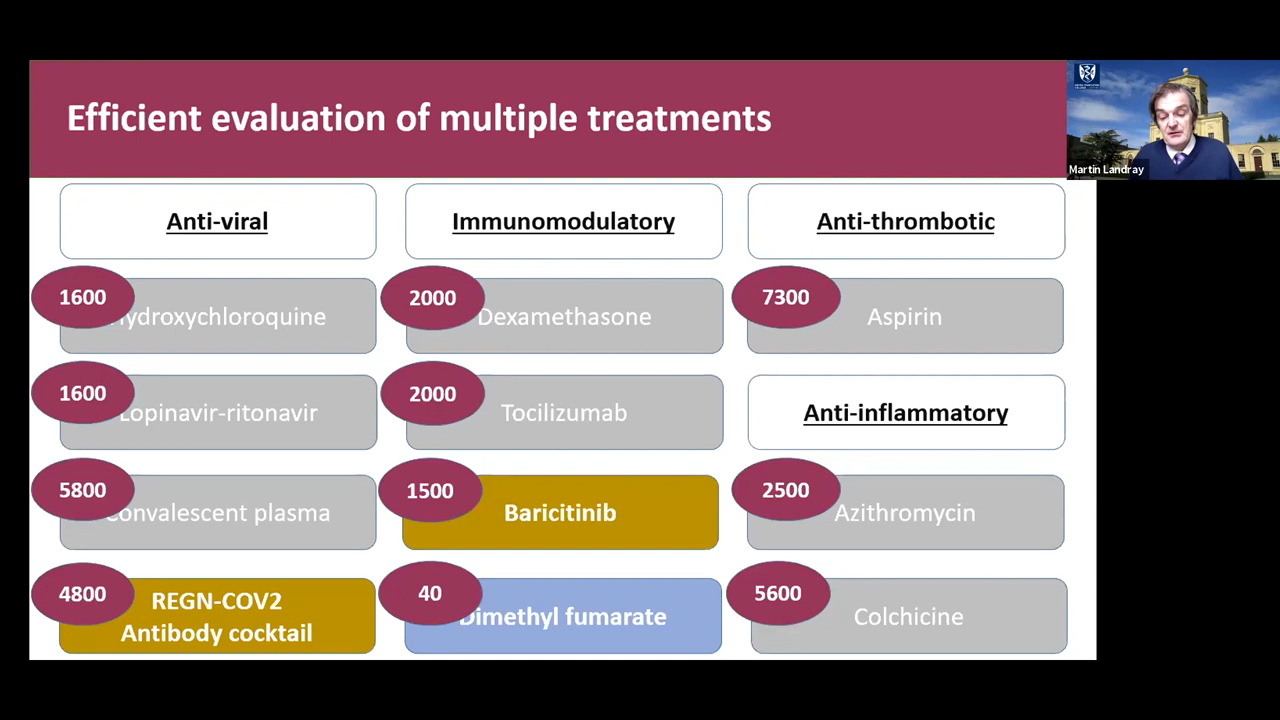 Efficient evaluation of multiple treatments
Martin Landray
Anti-viral
Immunomodulatory
Anti-thrombotic
1600
ydroxychloroquine
2000
Dexamethasone
7300
Aspirin
1600
Lopinavir-ritonavir
2000
Tocilizumab
Anti-inflammatory
5800
Convalescent plasma
1500
Baricitinib
2500
Azithromycin
4800
REGN-COV2
Antibody cocktail
40
Dimethyl fumarate
5600
Colchicine